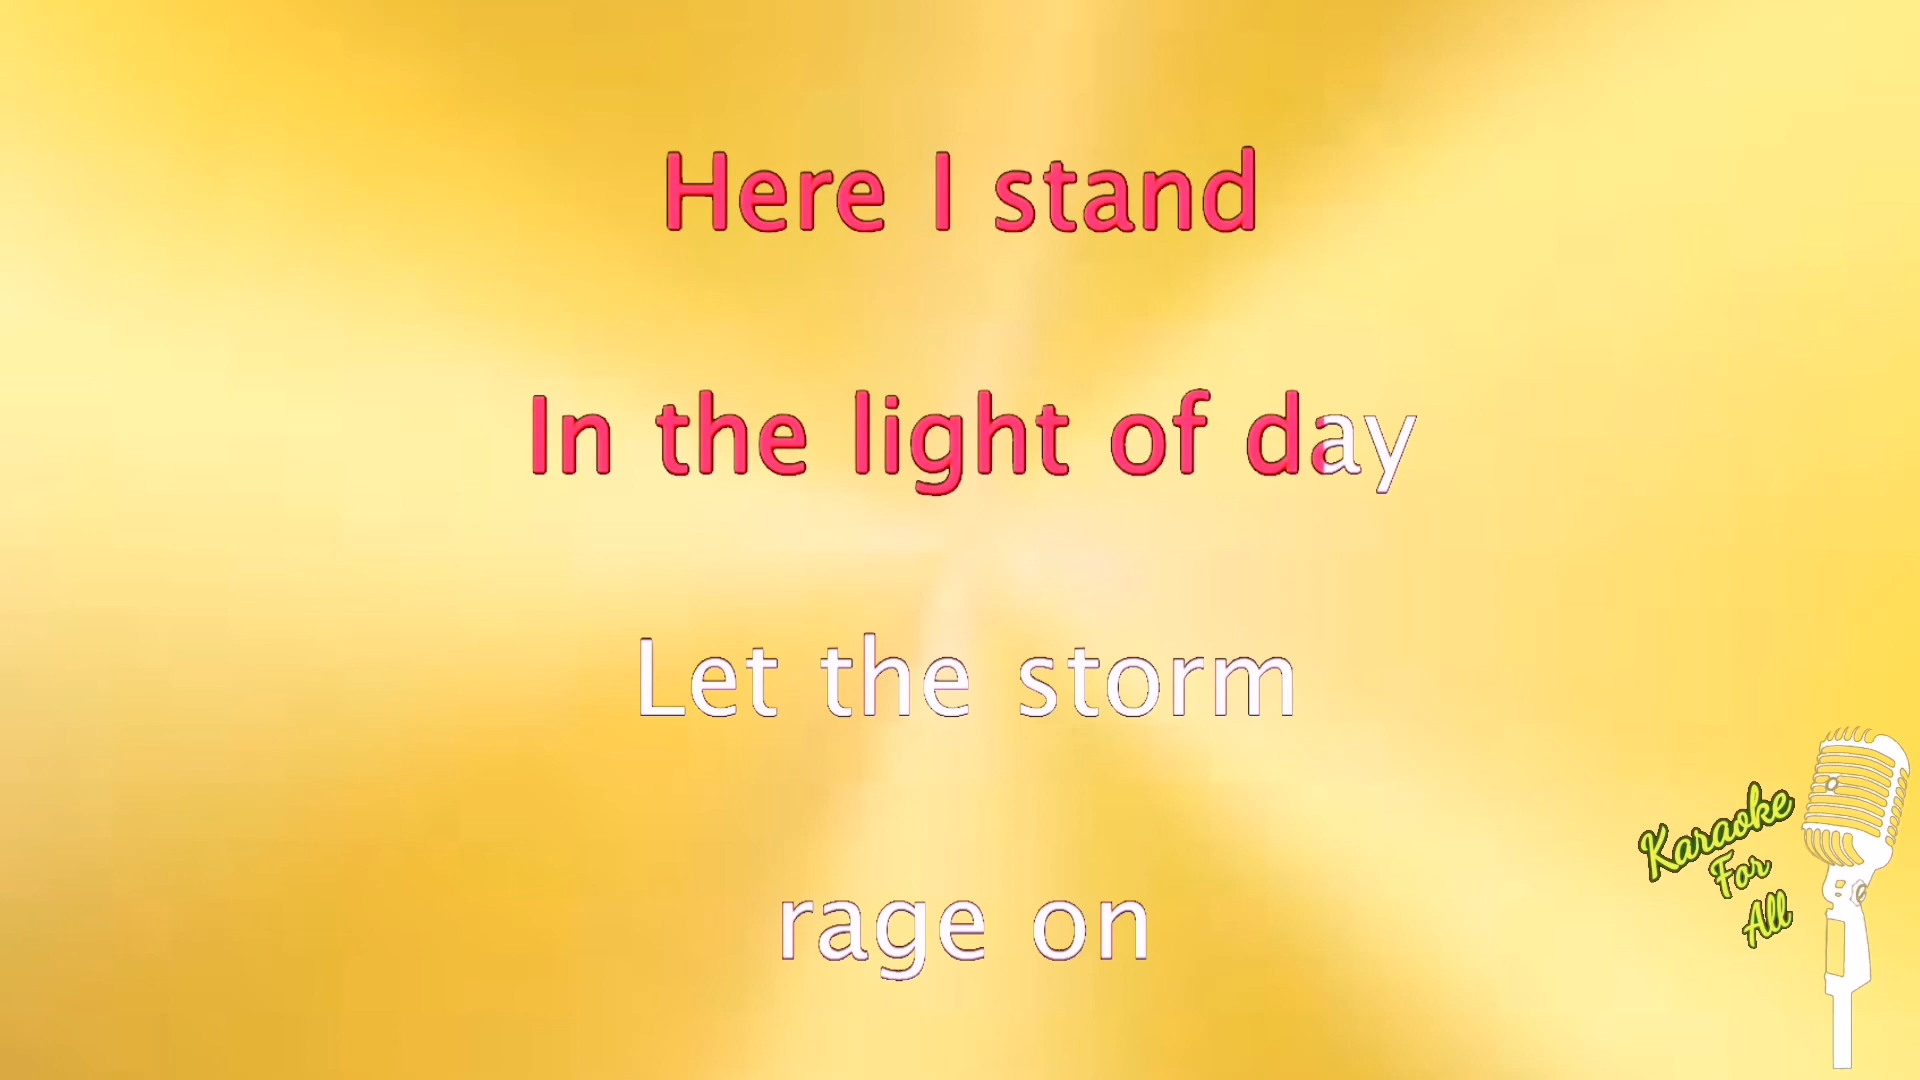 Here I stand
In the light of day
Let the storm
rage on
Karaoke
For
All